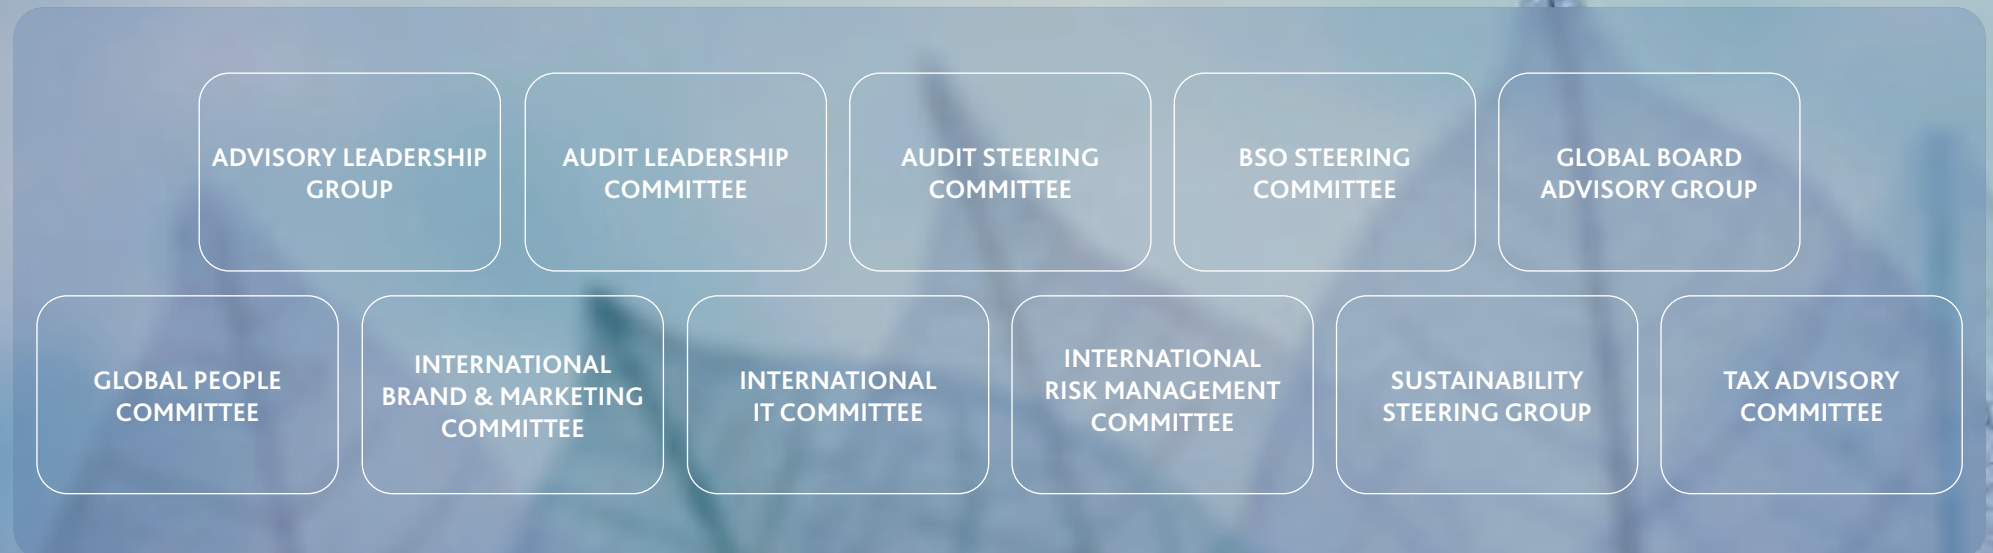 ADVISORY LEADERSHIP
GROUP
AUDIT LEADERSHIP
COMMITTEE
AUDIT STEERING
COMMITTEE
BSO STEERING
COMMITTEE
GLOBAL BOARD
ADVISORY GROUP
GLOBAL PEOPLE
COMMITTEE
INTERNATIONAL
BRAND & MARKETING
COMMITTEE
INTERNATIONAL
IT COMMITTEE
INTERNATIONAL
RISK MANAGEMENT
COMMITTEE
SUSTAINABILITY
STEERING GROUP
TAX ADVISORY
COMMITTEE